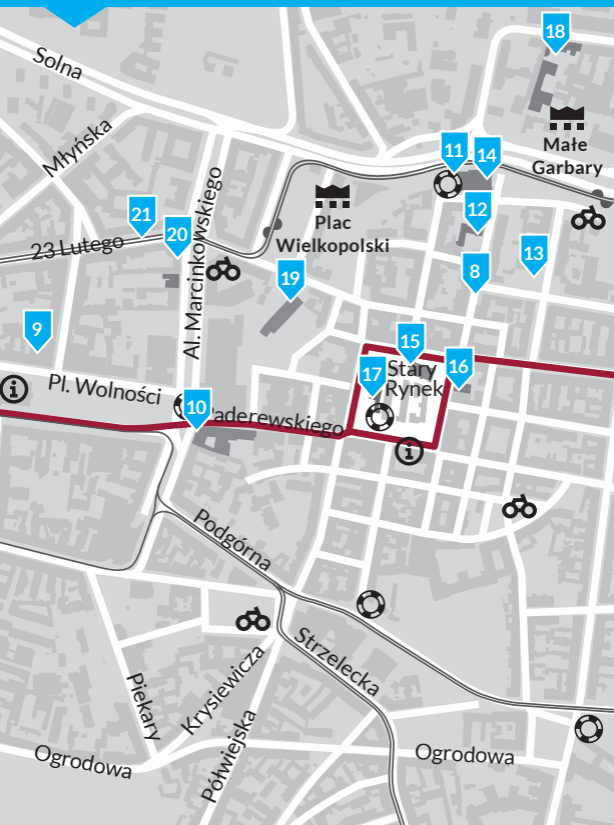 18
Solna
Małe
Garbary
Młyńska
11
14
12
Plac
Wielkopolski
21
20
23 Lutego
Al. Marcinkowskiego
13
8
19
9
15
Stary
Rynek
16
17
Pl. Wolności
10
Paderewskiego
Podgórna
Strzelecka
Krysiewicza
Piekary
Półwiejska
Ogrodowa
Ogrodowa